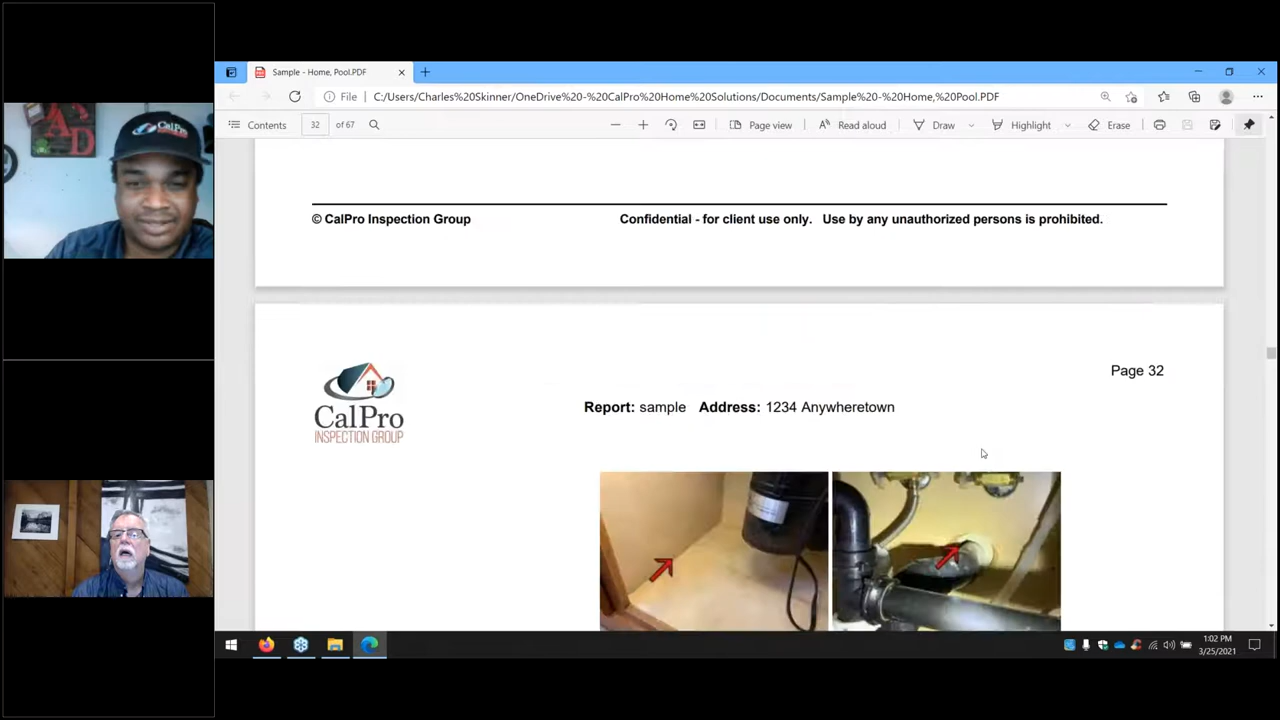 Sample - Home, Pool.PDF
File
C:/Users/Charles%20Skinner/OneDrive%20-%20CalPro%20Home%20Solutions/Documents/Sample%20-%20Home,%20Pool.PDF
Contents 32 of 67 Page view Read aloud Draw Highlight Erase
© CalPro Inspection Group Confidential - for client use only. Use by any unauthorized persons is prohibited.
Page 32
Report: sample Address: 1234 Anywheretown
CalPro
INSPECTION GROUP
CalPro
AD
1:02 PM
3/25/2021